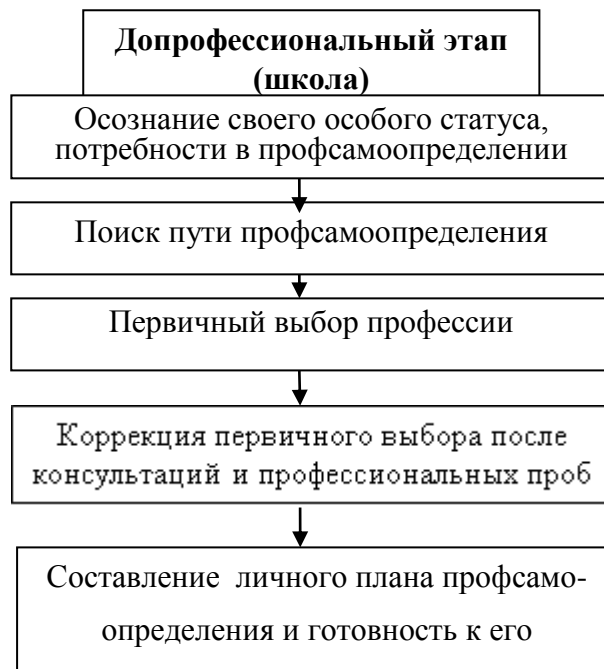 Допрофессиональный этап
(школа)
Осознание своего особого статуса,
потребности в профсамоопределении
Поиск пути профсамоопределения
Первичный выбор профессии
Коррекция первичного выбора после
консультаций и профессиональных проб
Составление личного плана профсамо-
определения и готовность к его